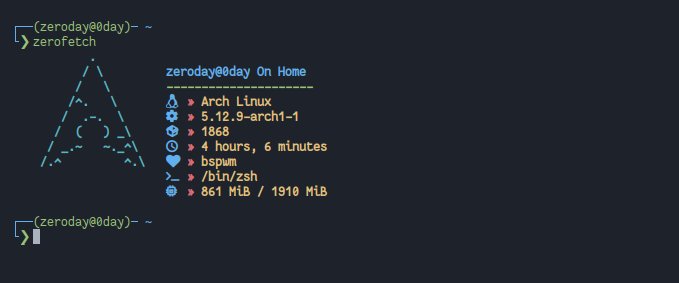 ┌──(zeroday@0day)─ ~
└❯ zerofetch
.
/ \
/   \
/^.   \
/  .-.  \
/  (   ) _\
/ _.~   ~._^\
/.^         ^.\
zeroday@0day On Home
---------------------
» Arch Linux
» 5.12.9-arch1-1
» 1868
» 4 hours, 6 minutes
» bspwm
» /bin/zsh
» 861 MiB / 1910 MiB
┌──(zeroday@0day)─ ~
└❯